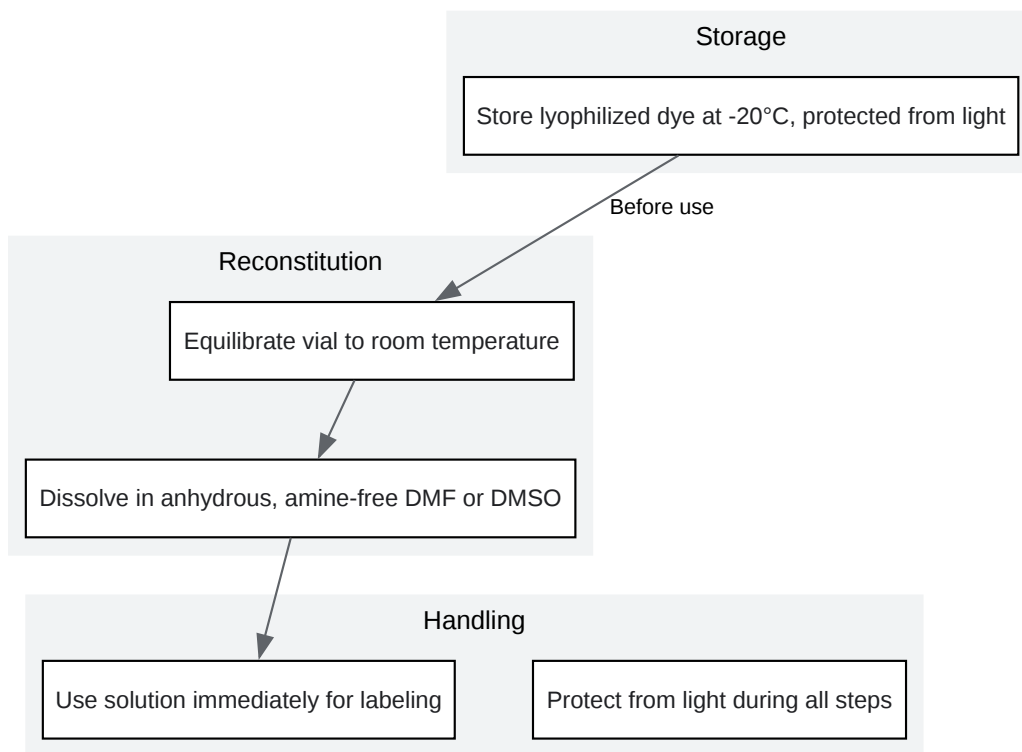 Storage
Store lyophilized dye at -20°C, protected from light
Before use
Reconstitution
Equilibrate vial to room temperature
Dissolve in anhydrous, amine-free DMF or DMSO
Handling
Use solution immediately for labeling
Protect from light during all steps